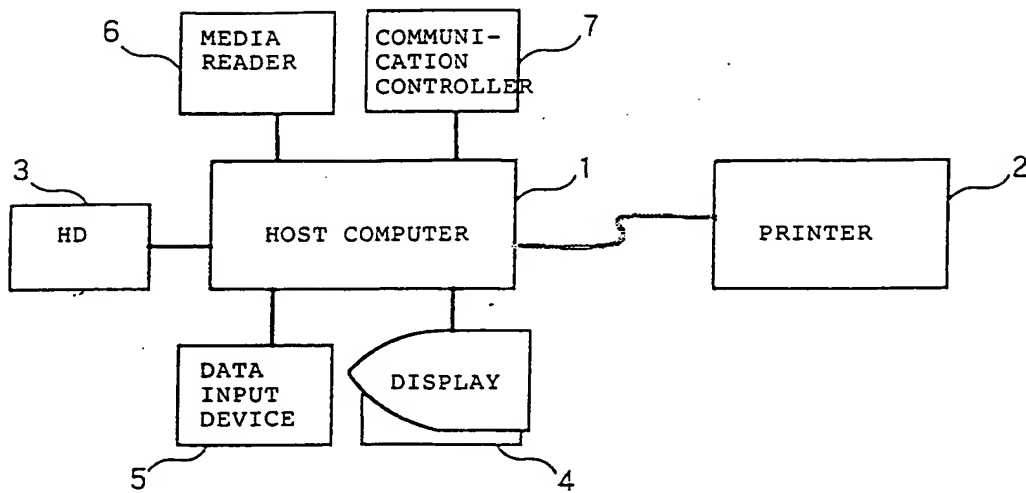 6
MEDIA
READER
COMMUNI-
CATION
CONTROLLER
7
3
HD
1
HOST COMPUTER
2
PRINTER
DATA
INPUT
DEVICE
5
DISPLAY
4